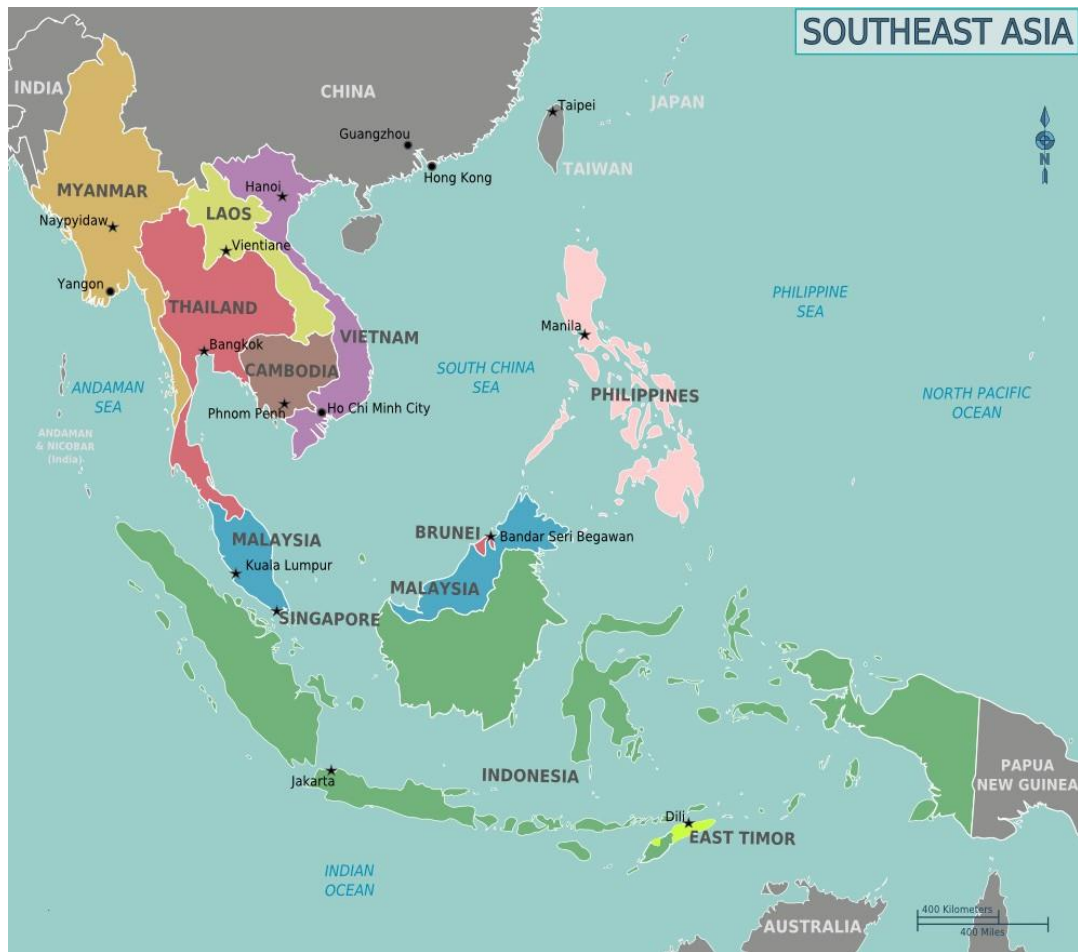 SOUTHEAST ASIA
INDIA
CHINA
Taipei
JAPAN
Guangzhou
Hong Kong
TAIWAN
N
MYANMAR
Hanoi
LAOS
Naypyidaw
Vientiane
Yangon
THAILAND
PHILIPPINE
SEA
Manila
VIETNAM
Bangkok
CAMBODIA
SOUTH CHINA
SEA
ANDAMAN
SEA
PHILIPPINES
NORTH PACIFIC
OCEAN
Phnom Penh
Ho Chi Minh City
ANDAMAN
& NICOBAR
(India)
BRUNEI
Bandar Seri Begawan
MALAYSIA
Kuala Lumpur
MALAYSIA
SINGAPORE
INDONESIA
Jakarta
PAPUA
NEW GUINEA
Dili
EAST TIMOR
INDIAN
OCEAN
400 Kilometers
400 Miles
AUSTRALIA